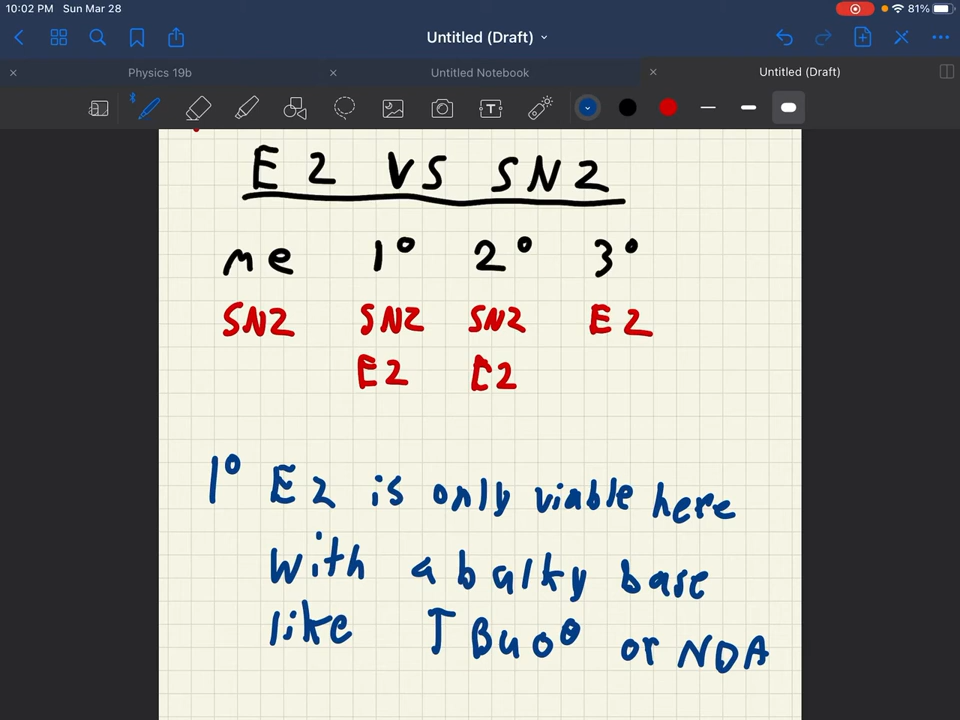 10:02 PM Sun Mar 28 81%
Untitled (Draft)
Physics 19b Untitled Notebook Untitled (Draft)
E2 VS SN2
me 1° 2° 3°
SN2 SN2 SN2 E2
E2 E2
1° E2 is only viable here
with a bulky base
like TBuO⊖ or NDA